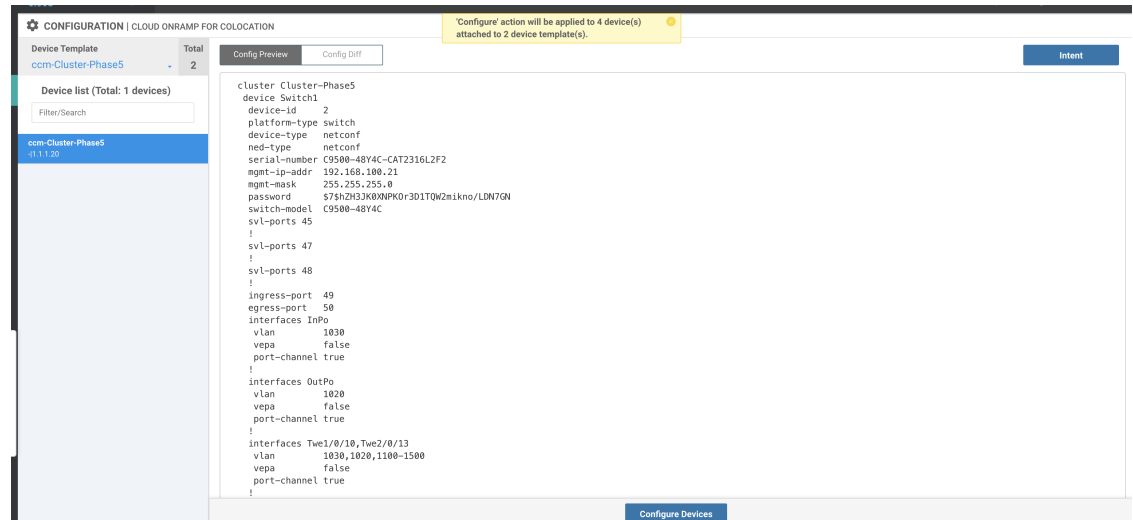 CONFIGURATION | CLOUD ONRAMP FOR COLOCATION
'Configure' action will be applied to 4 device(s)
attached to 2 device template(s).
Device Template
Total
ccm-Cluster-Phase5
2
Device list (Total: 1 devices)
Filter/Search
ccm-Cluster-Phase5
-|1.1.1.20
Config Preview
Config Diff
Intent
cluster Cluster-Phase5
device Switch1
device-id 2
platform-type switch
device-type netconf
ned-type netconf
serial-number C9500-48Y4C-CAT2316L2F2
mgmt-ip-addr 192.168.100.21
mgmt-mask 255.255.255.0
password $7$hZH3JK0XNPKOr3D1TQW2mikno/LDN7GN
switch-model C9500-48Y4C
svl-ports 45
!
svl-ports 47
!
svl-ports 48
!
ingress-port 49
egress-port 50
interfaces InPo
vlan 1030
vepa false
port-channel true
!
interfaces OutPo
vlan 1020
vepa false
port-channel true
!
interfaces Twe1/0/10,Twe2/0/13
vlan 1030,1020,1100-1500
vepa false
port-channel true
!
Configure Devices